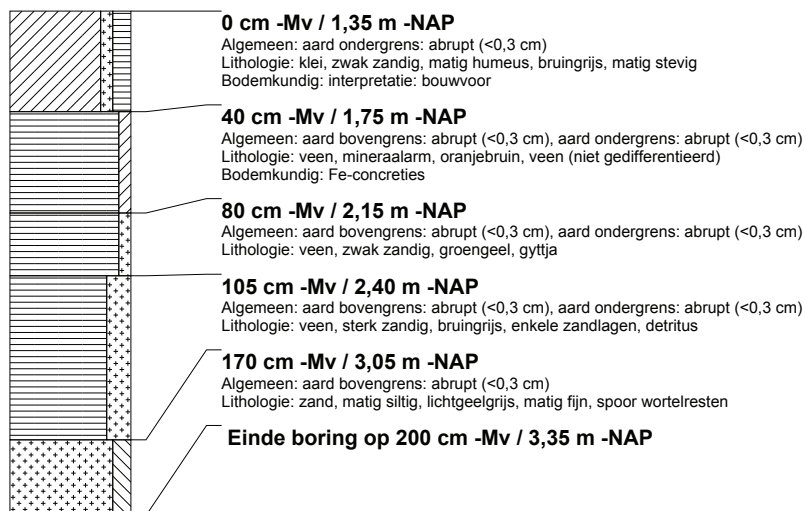 0 cm -Mv / 1,35 m -NAP
Algemeen: aard ondergrens: abrupt (<0,3 cm)
Lithologie: klei, zwak zandig, matig humeus, bruingrijs, matig stevig
Bodemkundig: interpretatie: bouwvoor
40 cm -Mv / 1,75 m -NAP
Algemeen: aard bovengrens: abrupt (<0,3 cm), aard ondergrens: abrupt (<0,3 cm)
Lithologie: veen, mineraalarm, oranjebruin, veen (niet gedifferentieerd)
Bodemkundig: Fe-concreties
80 cm -Mv / 2,15 m -NAP
Algemeen: aard bovengrens: abrupt (<0,3 cm), aard ondergrens: abrupt (<0,3 cm)
Lithologie: veen, zwak zandig, groengeel, gyttja
105 cm -Mv / 2,40 m -NAP
Algemeen: aard bovengrens: abrupt (<0,3 cm), aard ondergrens: abrupt (<0,3 cm)
Lithologie: veen, sterk zandig, bruingrijs, enkele zandlagen, detritus
170 cm -Mv / 3,05 m -NAP
Algemeen: aard bovengrens: abrupt (<0,3 cm)
Lithologie: zand, matig siltig, lichtgeelgrijs, matig fijn, spoor wortelresten
Einde boring op 200 cm -Mv / 3,35 m -NAP